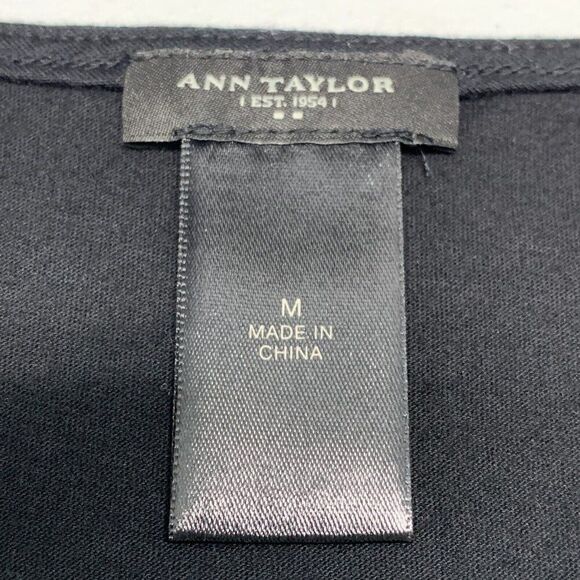 ANN TAYLOR
EST. 1954
M
MADE IN
CHINA